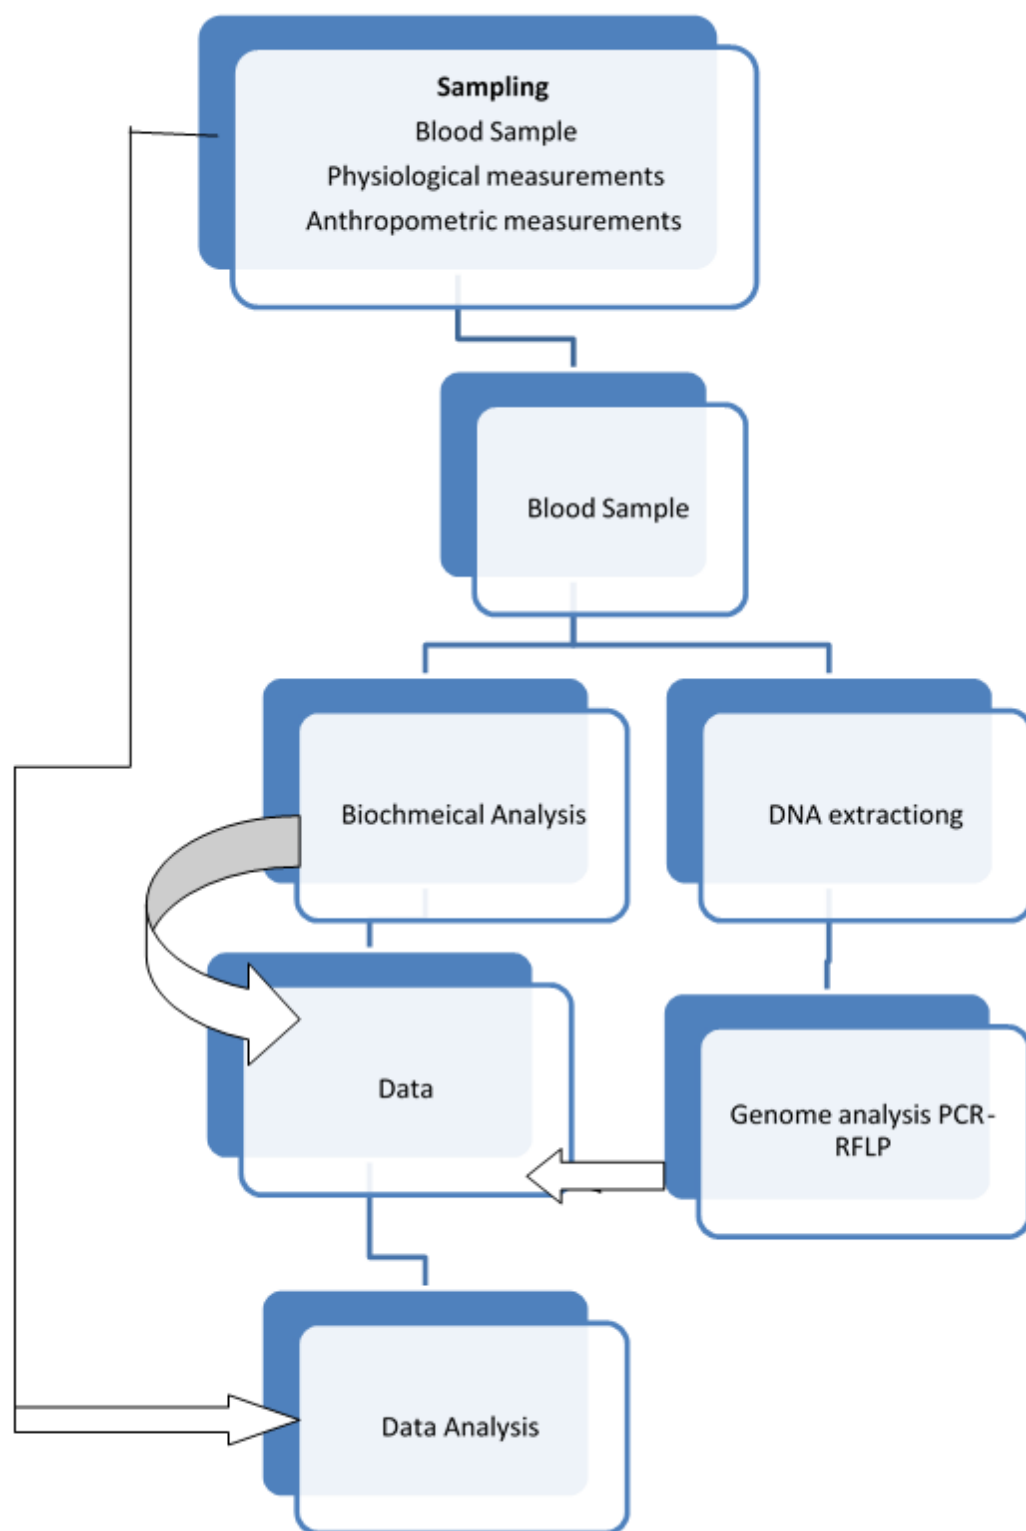 Sampling
Blood Sample
Physiological measurements
Anthropometric measurements
Blood Sample
Biochmeical Analysis
DNA extractiong
Data
Genome analysis PCR-
RFLP
Data Analysis